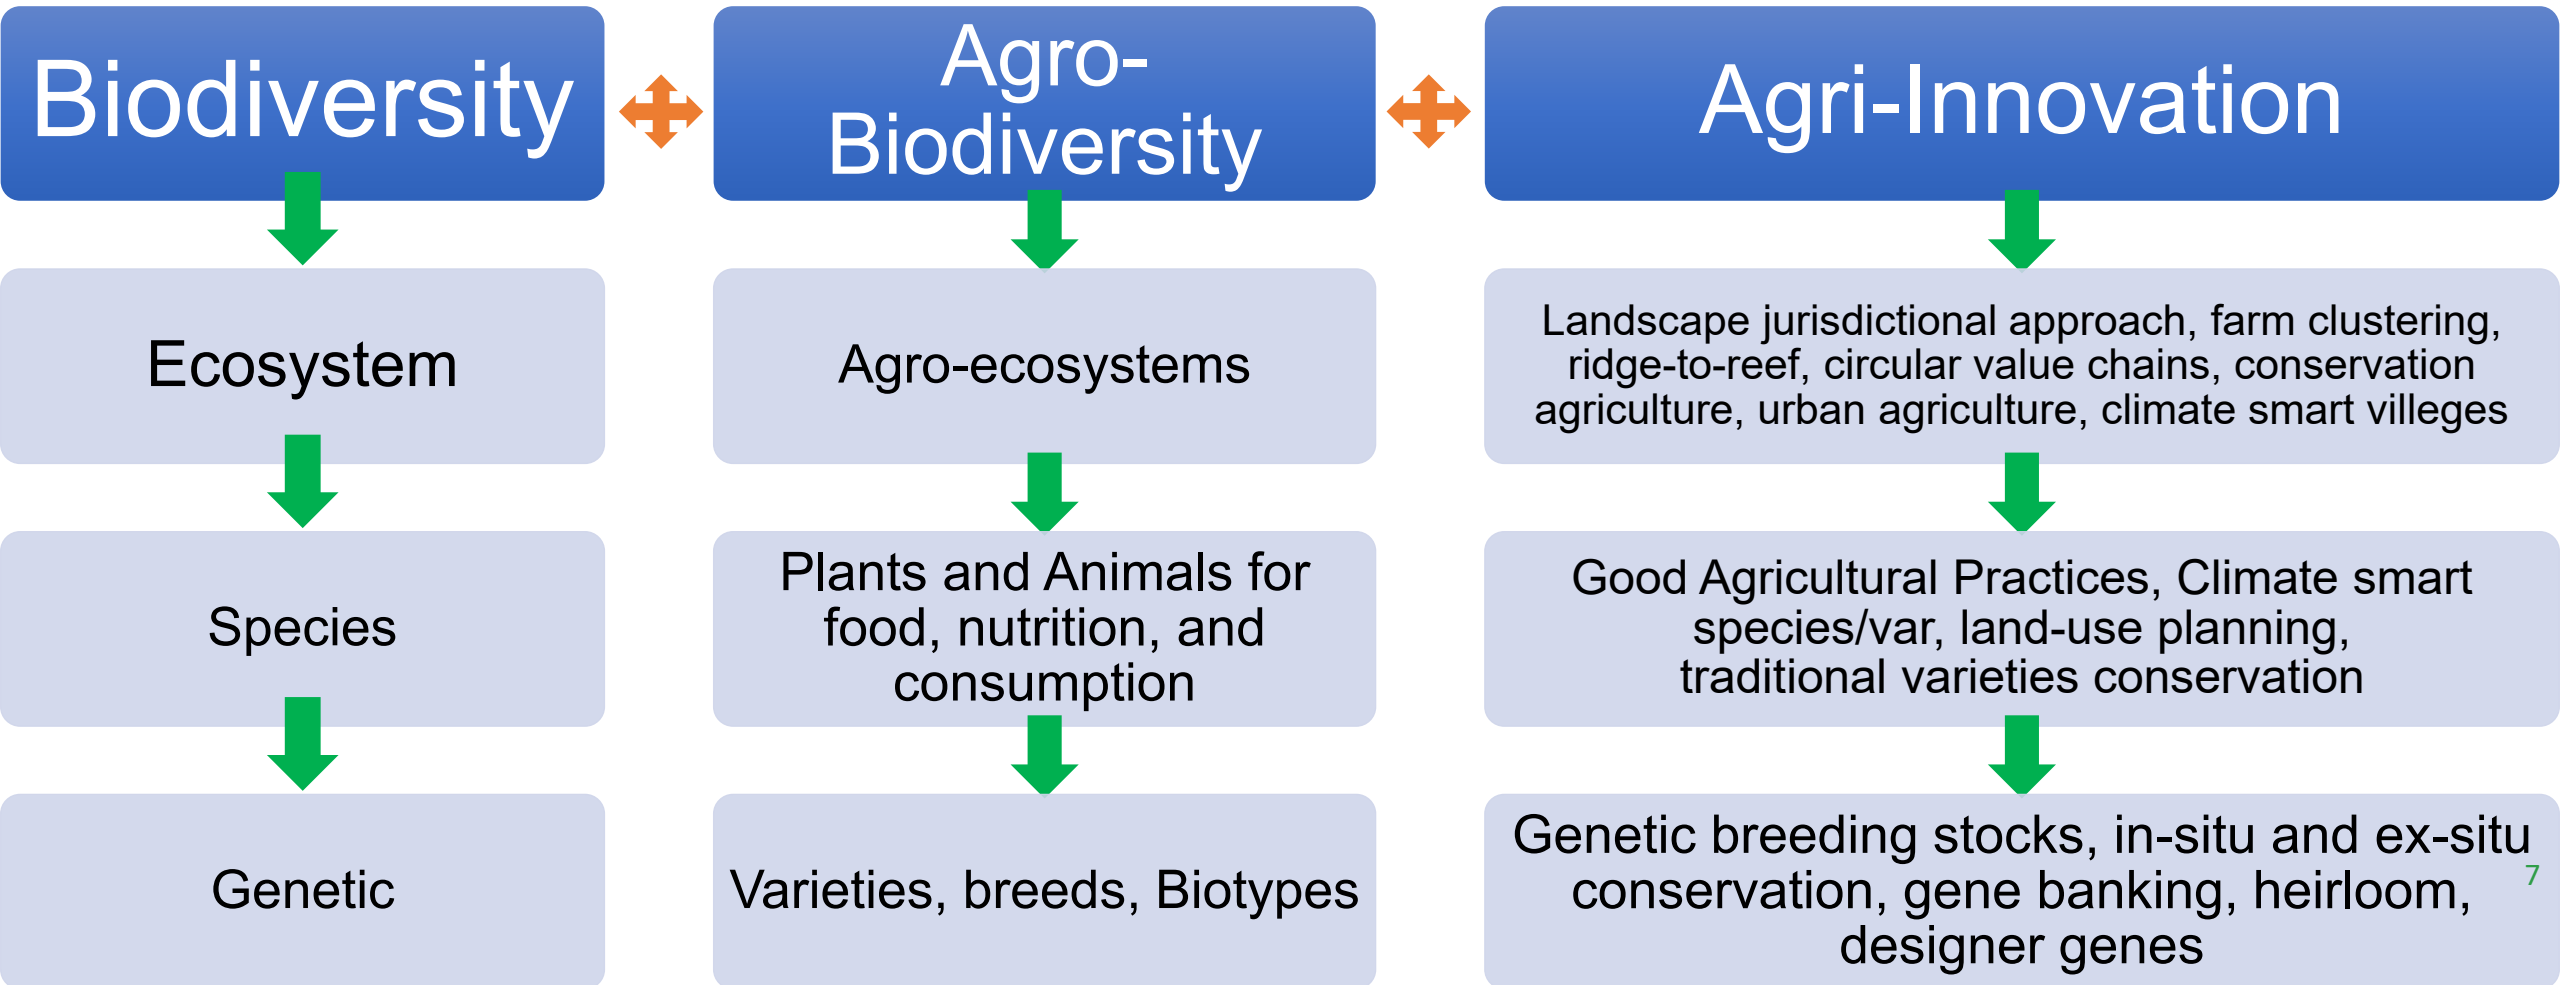 Biodiversity
Agro-
Biodiversity
Agri-Innovation
Ecosystem
Agro-ecosystems
Landscape jurisdictional approach, farm clustering,
ridge-to-reef, circular value chains, conservation
agriculture, urban agriculture, climate smart villeges
Species
Plants and Animals for
food, nutrition, and
consumption
Good Agricultural Practices, Climate smart
species/var, land-use planning,
traditional varieties conservation
Genetic
Varieties, breeds, Biotypes
Genetic breeding stocks, in-situ and ex-situ
conservation, gene banking, heirloom,
designer genes
7